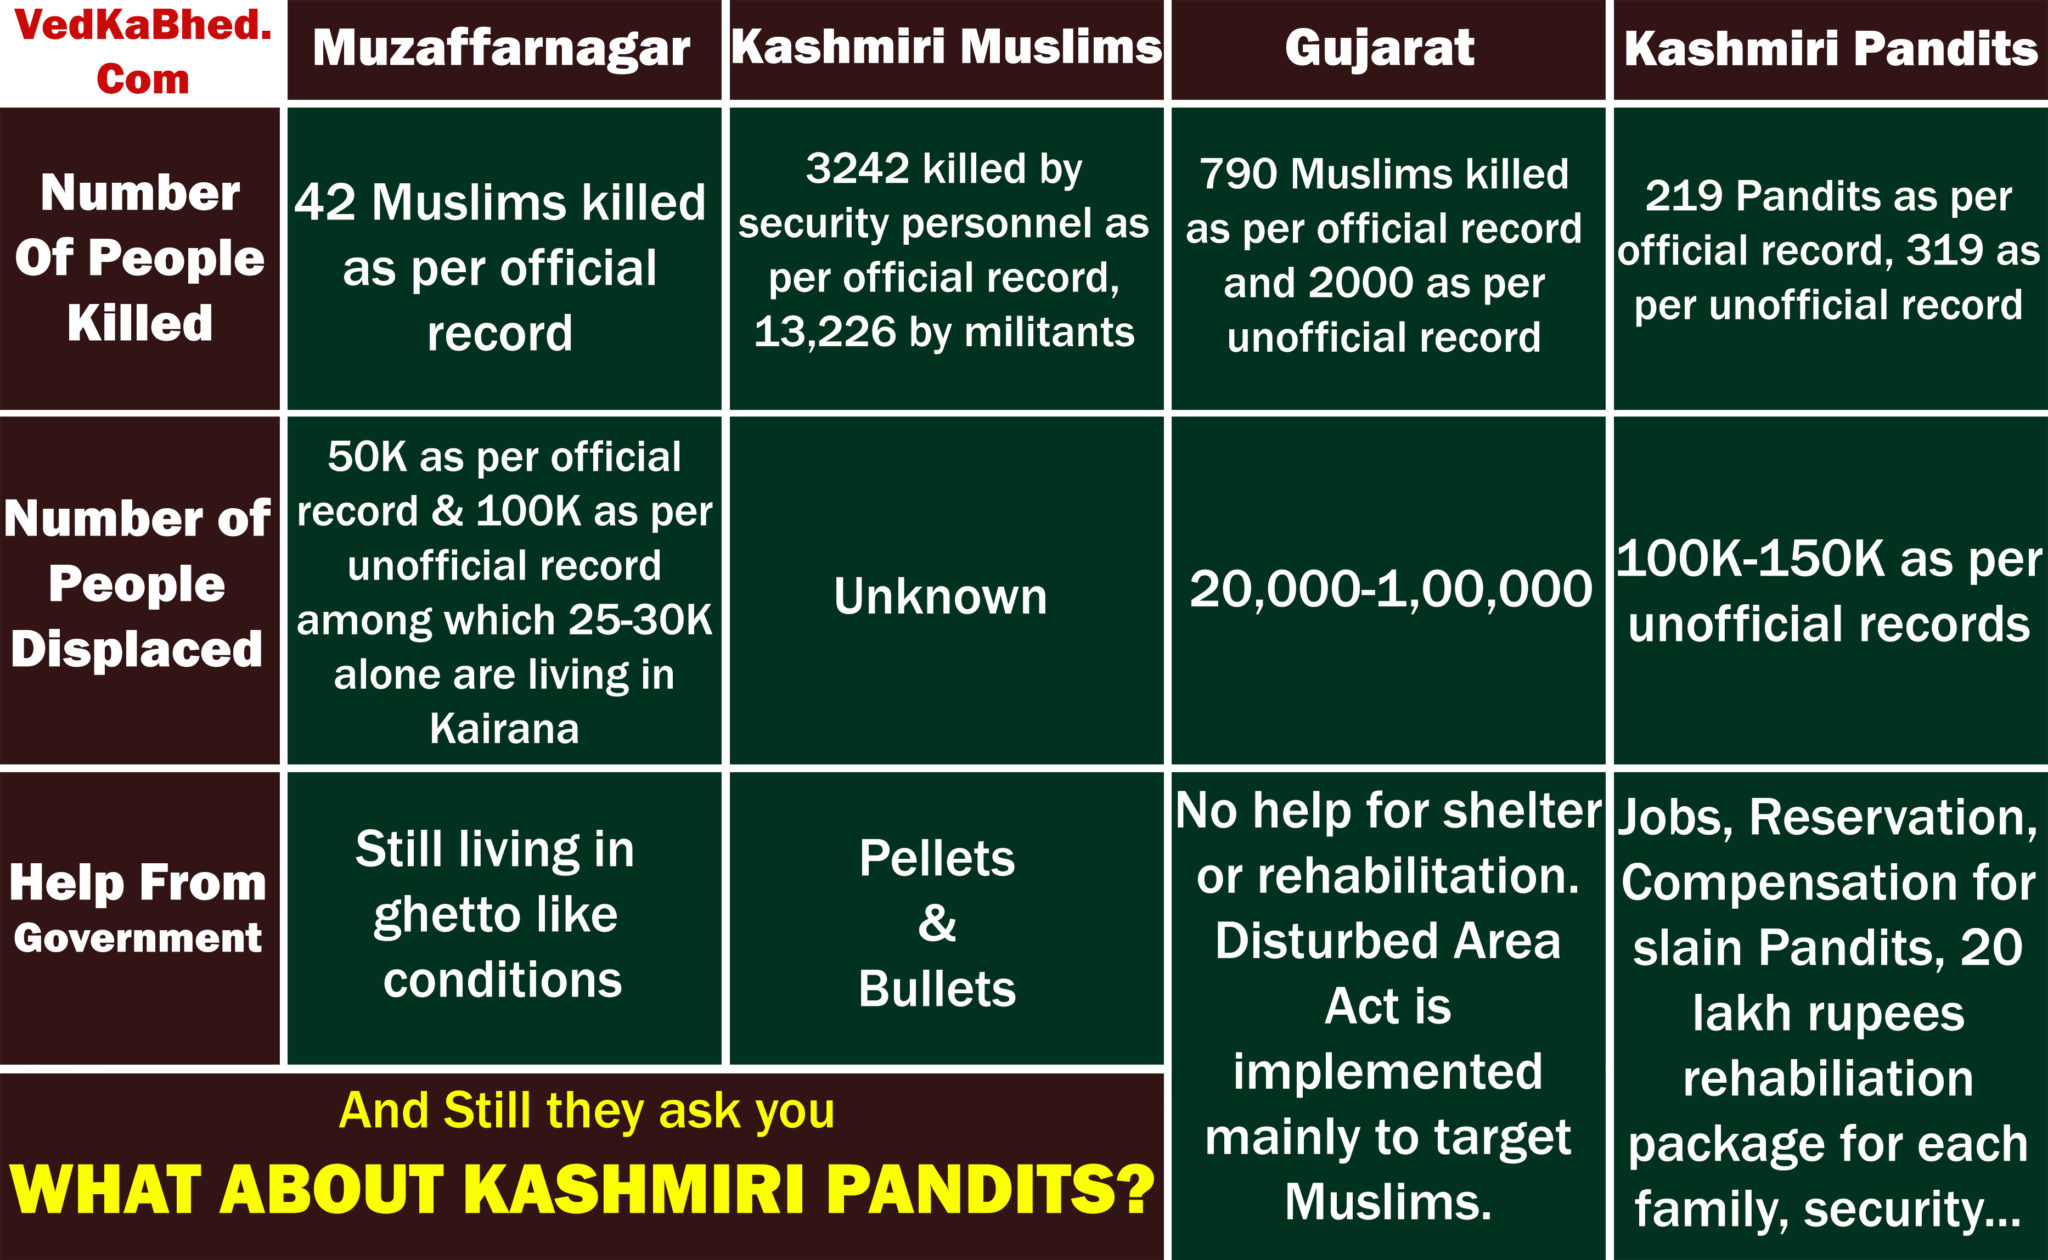 VedKaBhed.
Com
Muzaffarnagar
Kashmiri Muslims
Gujarat
Kashmiri Pandits
Number
Of People
Killed
42 Muslims killed
as per official
record
3242 killed by
security personnel as
per official record,
13,226 by militants
790 Muslims killed
as per official record
and 2000 as per
unofficial record
219 Pandits as per
official record, 319 as
per unofficial record
Number of
People
Displaced
50K as per official
record & 100K as per
unofficial record
among which 25-30K
alone are living in
Kairana
Unknown
20,000-1,00,000
100K-150K as per
unofficial records
Help From
Government
Still living in
ghetto like
conditions
Pellets
&
Bullets
No help for shelter
or rehabilitation.
Disturbed Area
Act is
implemented
mainly to target
Muslims.
Jobs, Reservation,
Compensation for
slain Pandits, 20
lakh rupees
rehabiliation
package for each
family, security...
And Still they ask you
WHAT ABOUT KASHMIRI PANDITS?